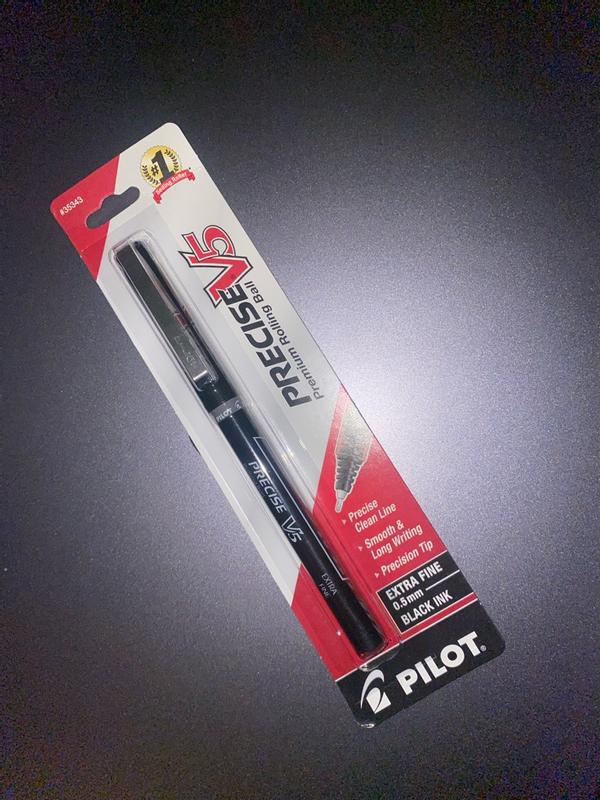 #35343
#1
Selling Roller*
PRECISE V5
Premium Rolling Ball
PILOT
PRECISE V5
EXTRA
FINE
Precise
Clean Line
Smooth &
Long Writing
Precision Tip
EXTRA FINE
0.5mm
BLACK INK
PILOT®